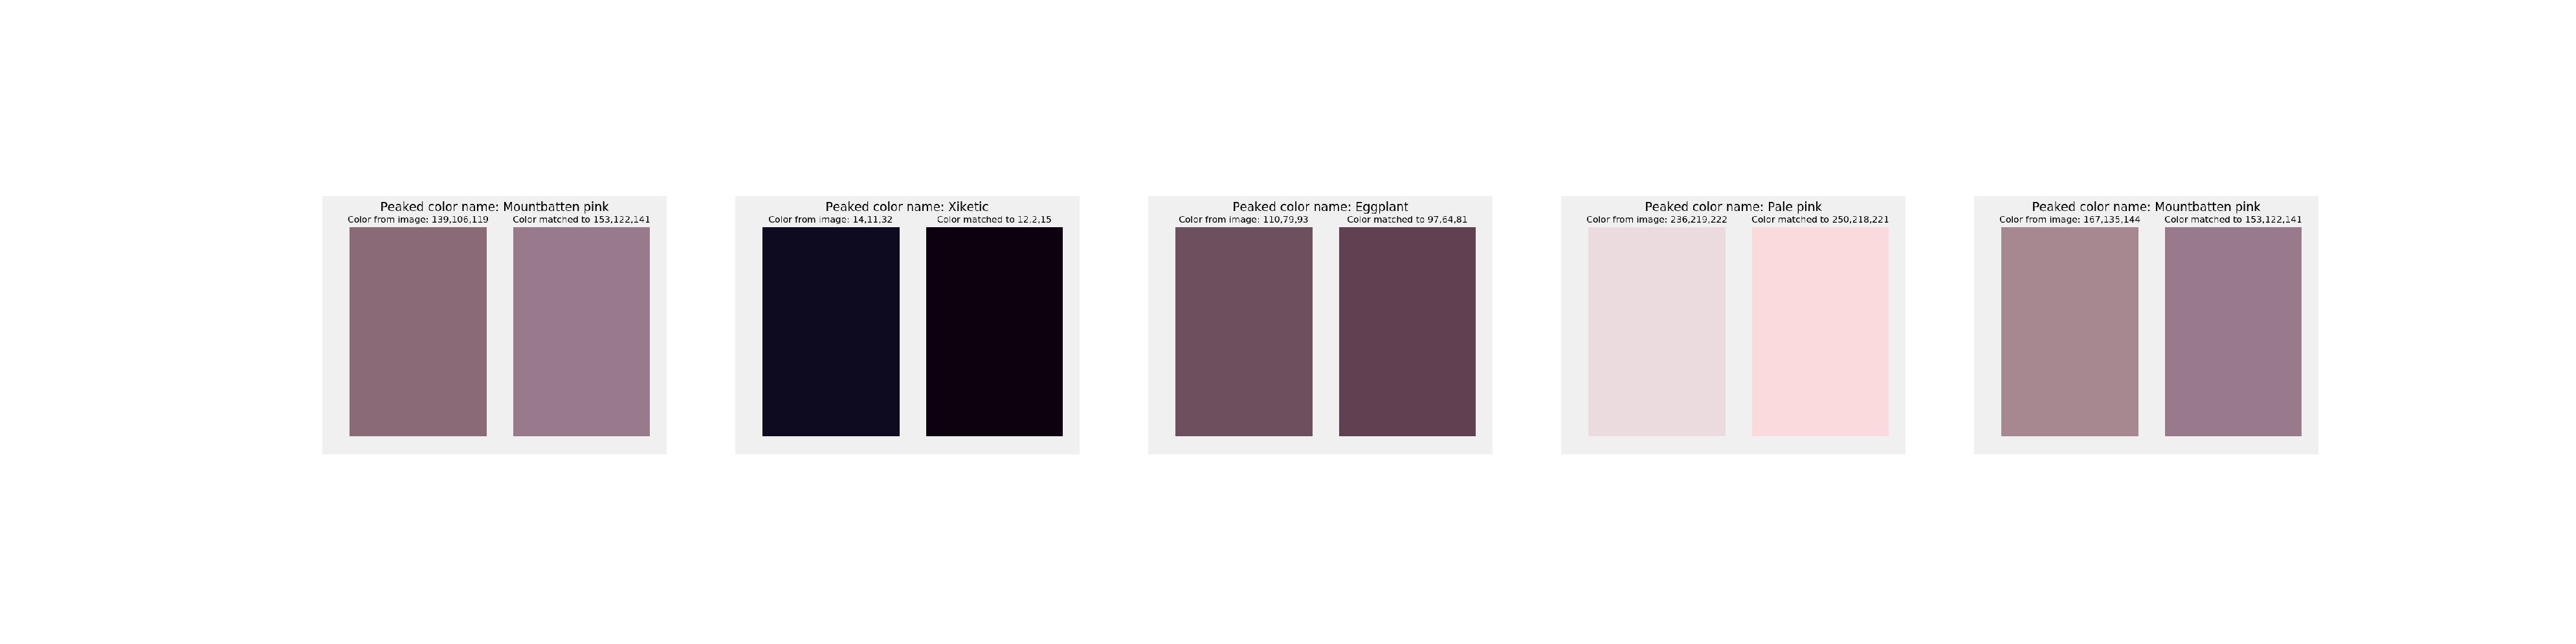 Peaked color name: Mountbatten pink
Color from image: 139,106,119
Color matched to 153,122,141
Peaked color name: Xiketic
Color from image: 14,11,32
Color matched to 12,2,15
Peaked color name: Eggplant
Color from image: 110,79,93
Color matched to 97,64,81
Peaked color name: Pale pink
Color from image: 236,219,222
Color matched to 250,218,221
Peaked color name: Mountbatten pink
Color from image: 167,135,144
Color matched to 153,122,141